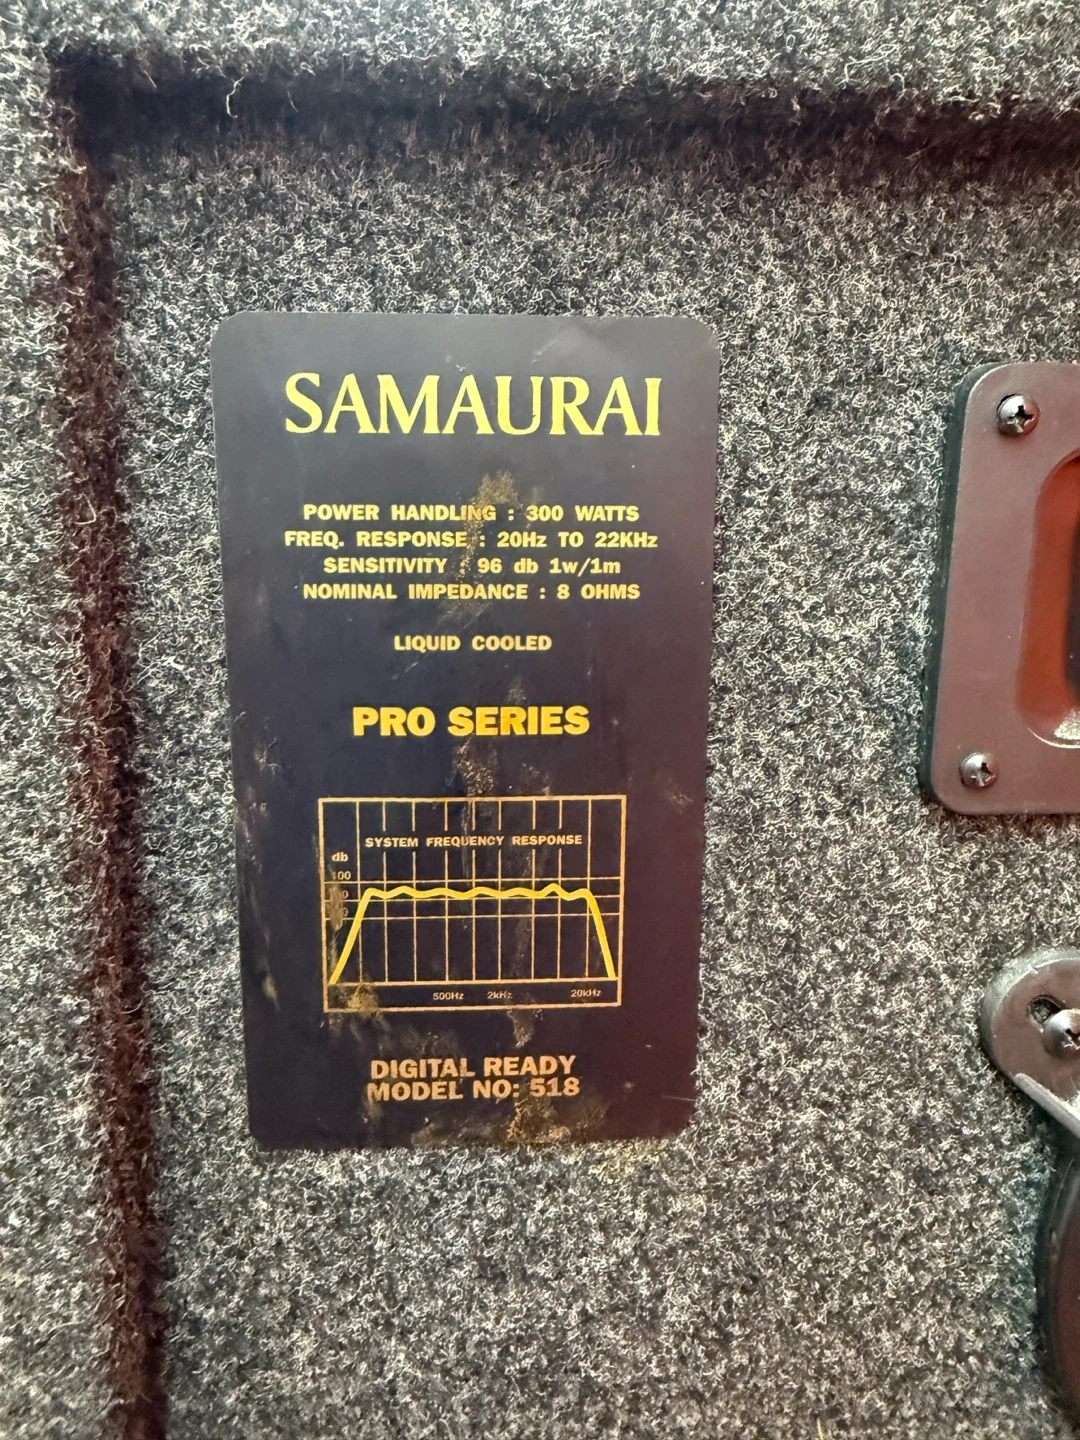 SAMAURAI
POWER HANDLING : 300 WATTS
FREQ. RESPONSE : 20Hz TO 22KHz
SENSITIVITY : 96 db 1w/1m
NOMINAL IMPEDANCE : 8 OHMS
LIQUID COOLED
PRO SERIES
SYSTEM FREQUENCY RESPONSE
db
100
500Hz 2kHz 20kHz
DIGITAL READY
MODEL NO: 518